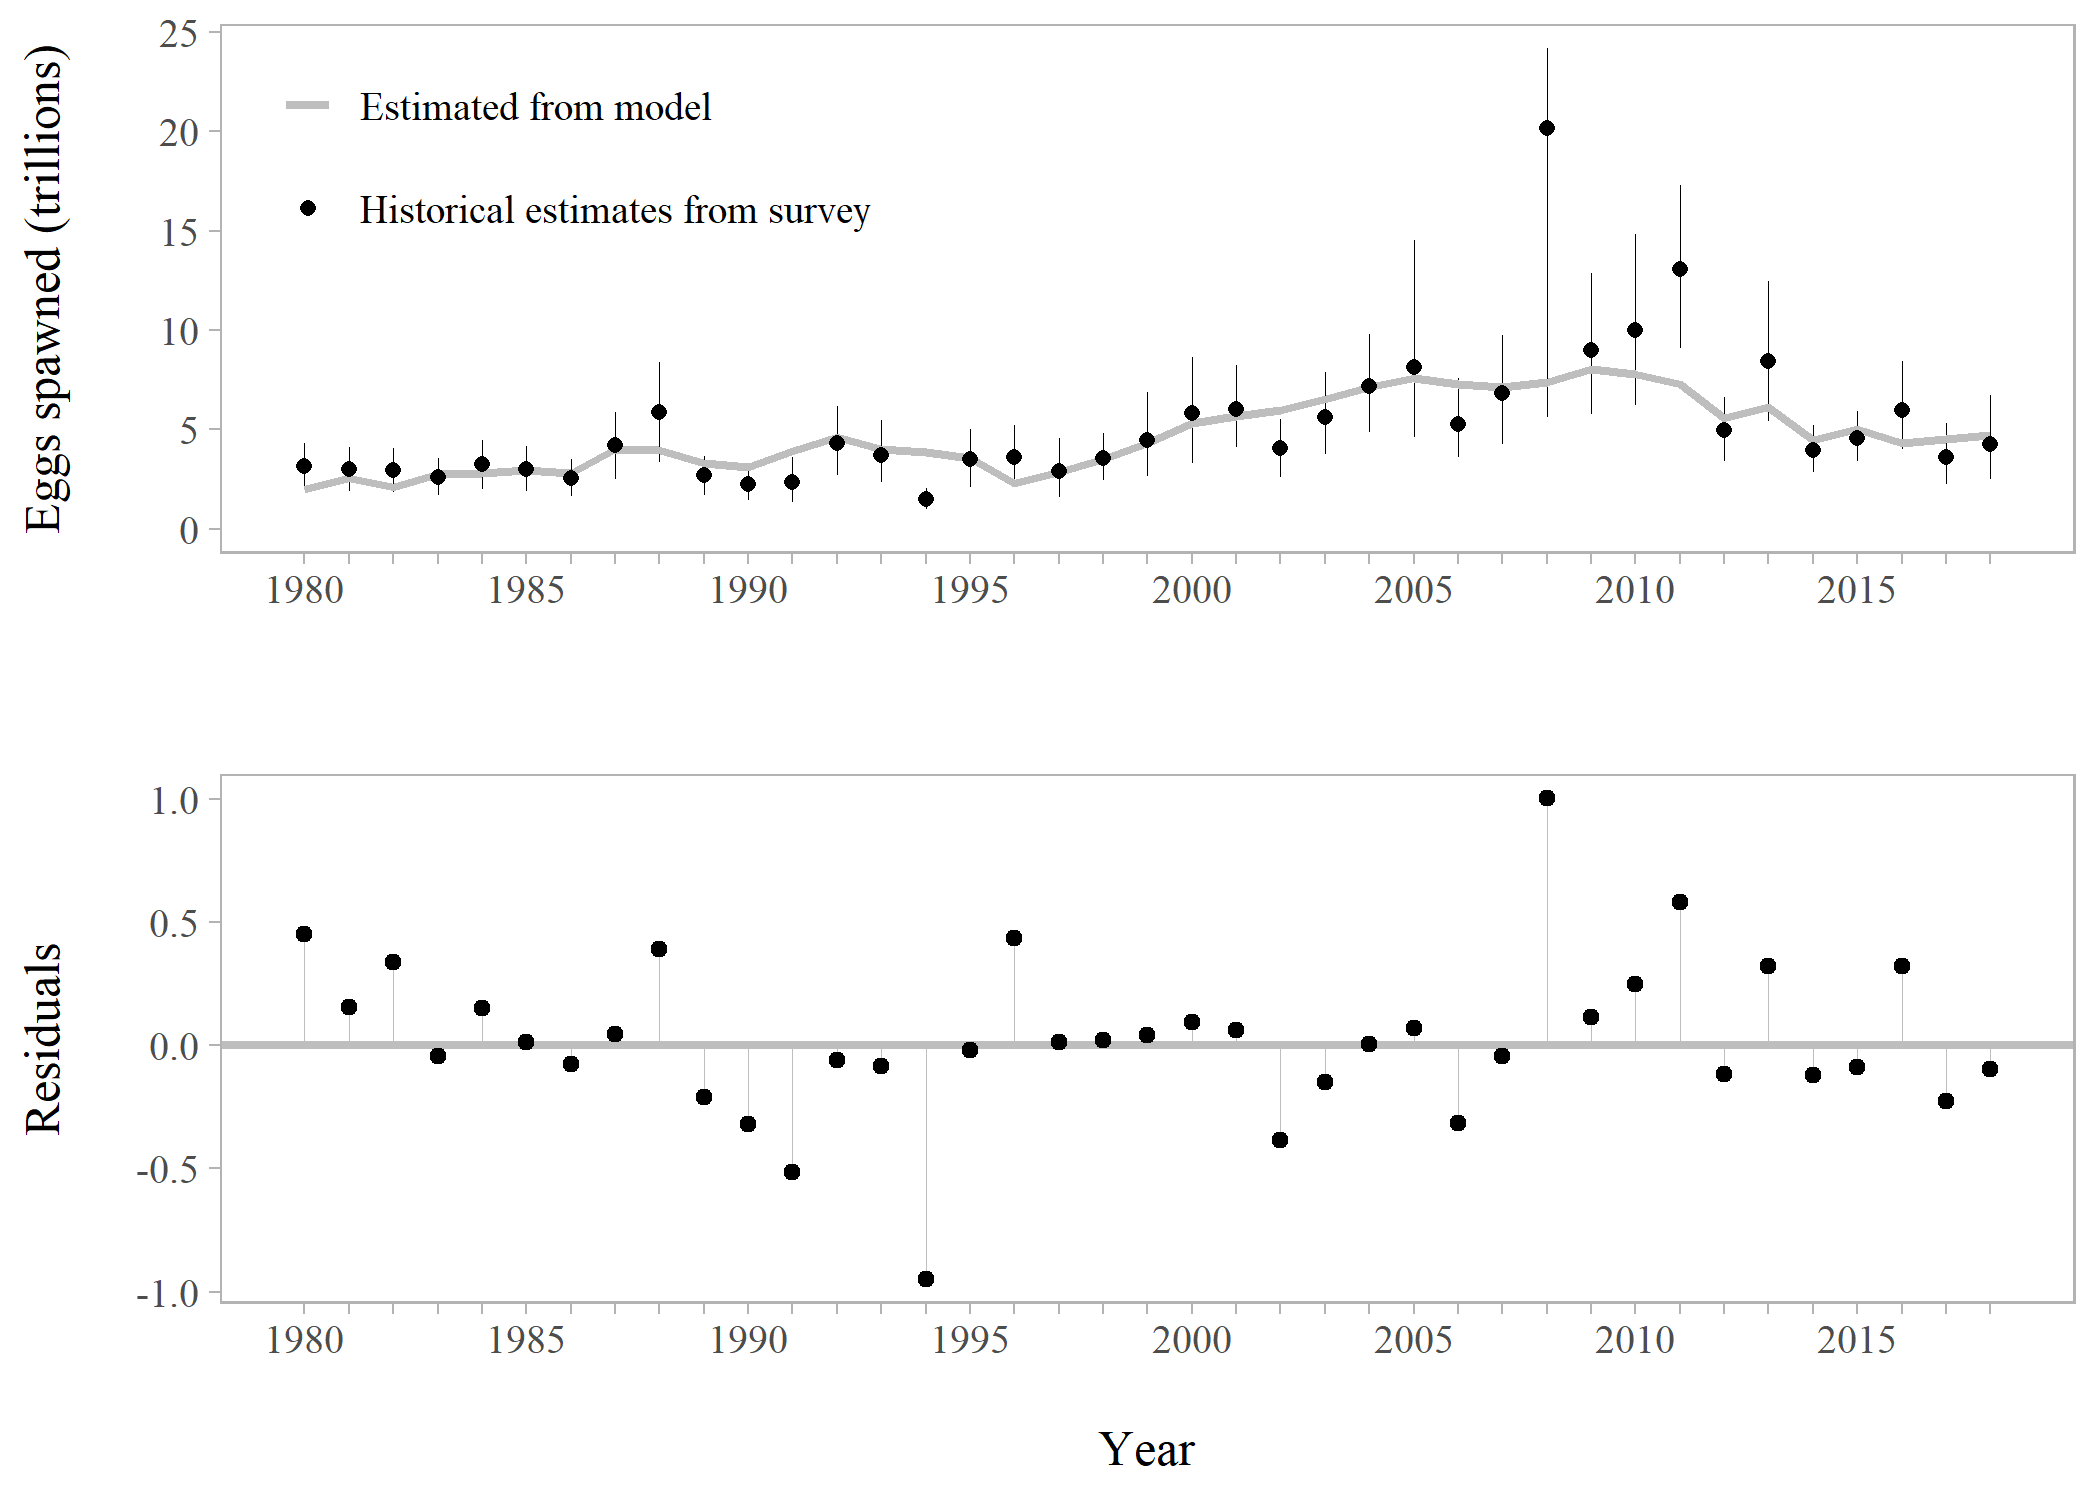 Eggs spawned (trillions)
25
20
15
10
5
0
Estimated from model
Historical estimates from survey
1980 1985 1990 1995 2000 2005 2010 2015
Residuals
1.0
0.5
0.0
-0.5
-1.0
1980 1985 1990 1995 2000 2005 2010 2015
Year